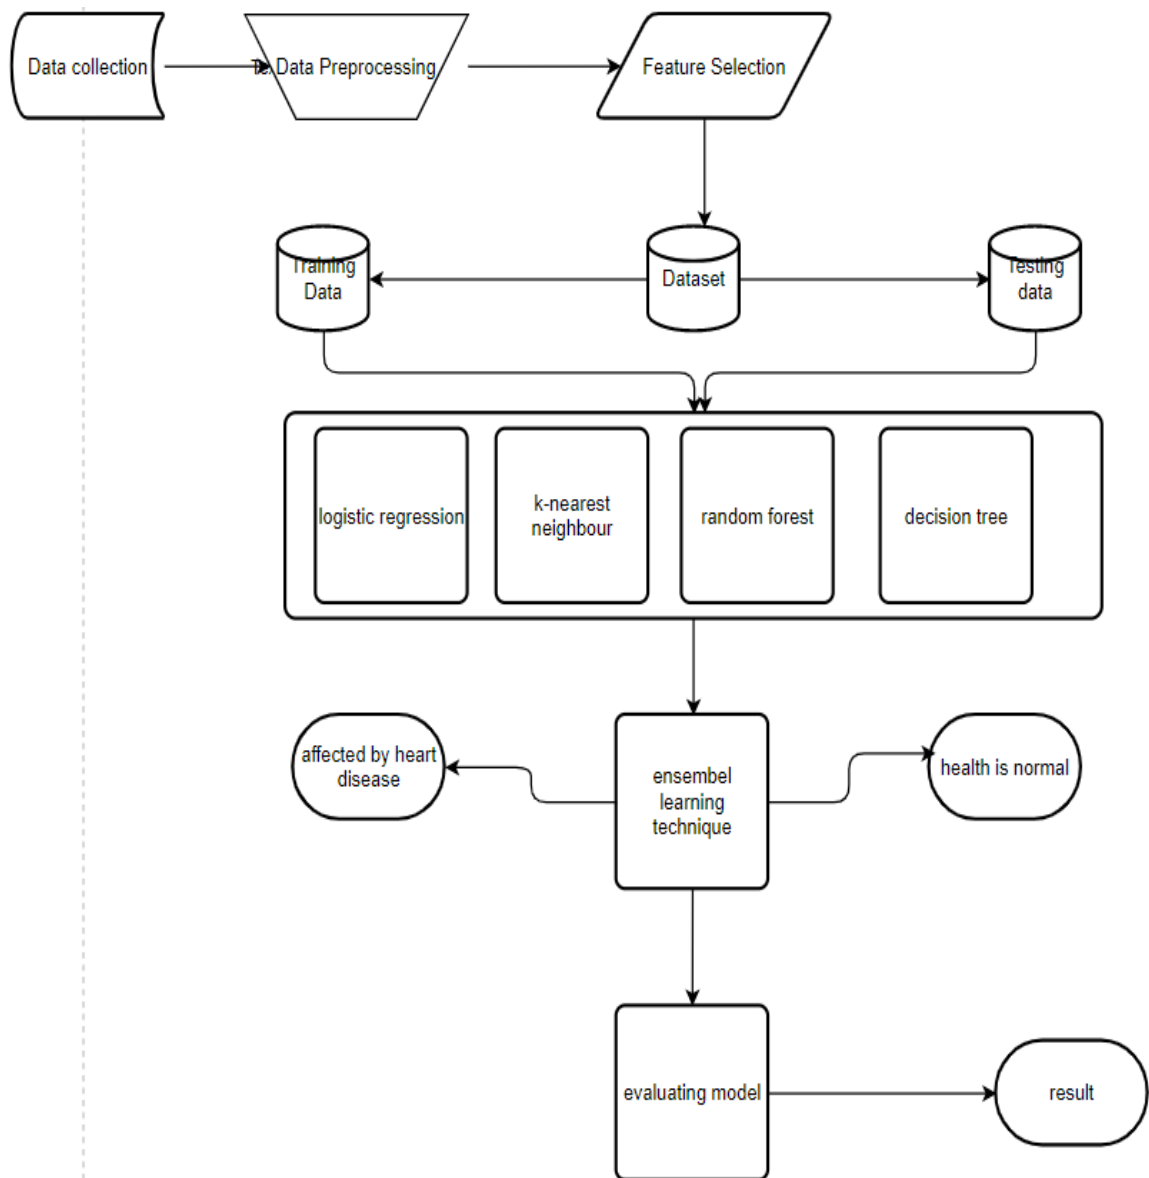 Data collection
Te. Data Preprocessing
Feature Selection
Training
Data
Dataset
Testing
data
logistic regression
k-nearest
neighbour
random forest
decision tree
affected by heart
disease
ensembel
learning
technique
health is normal
evaluating model
result